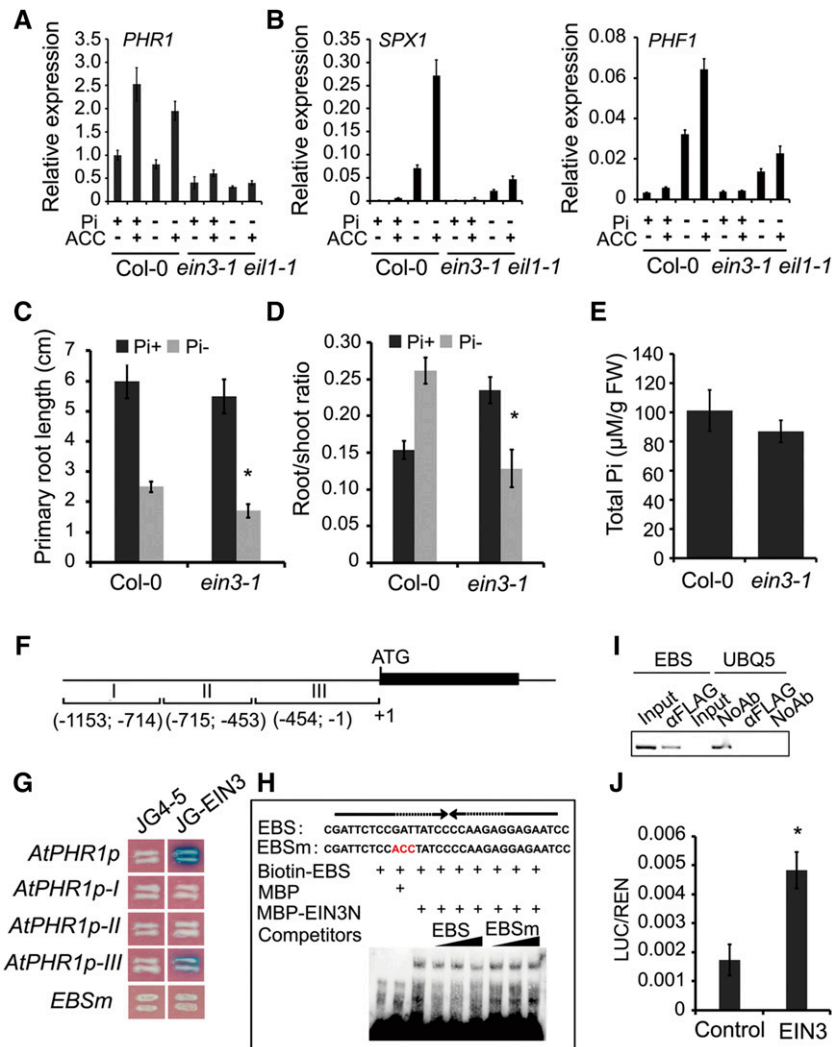 A
PHR1
Relative expression
3.5
3.0
2.5
2.0
1.5
1.0
0.5
0
Pi + + - - + + - -
ACC - + - + - + - +
Col-0 ein3-1 eil1-1
B
SPX1
Relative expression
0.35
0.30
0.25
0.20
0.15
0.10
0.05
0
Pi + + - - + + - -
ACC - + - + - + - +
Col-0 ein3-1 eil1-1
PHF1
Relative expression
0.08
0.06
0.04
0.02
0
+ + - - + + - -
- + - + - + - +
Col-0 ein3-1 eil1-1
C
Pi+ Pi-
Primary root length (cm)
7
6
5
4
3
2
1
0
*
Col-0 ein3-1
D
Pi+ Pi-
Root/shoot ratio
0.30
0.25
0.20
0.15
0.10
0.05
0
*
Col-0 ein3-1
E
Total Pi (µM/g FW)
140
120
100
80
60
40
20
0
Col-0 ein3-1
F
ATG
I II III
(-1153; -714) (-715; -453) (-454; -1) +1
G
JG4-5 JG-EIN3
AtPHR1p
AtPHR1p-I
AtPHR1p-II
AtPHR1p-III
EBSm
H
EBS: CGATTCTCCGATTATCCCCAAGAGGAGAATCC
EBSm: CGATTCTCCACCTATCCCCAAGAGGAGAATCC
Biotin-EBS + + + + + + + + +
MBP +
MBP-EIN3N + + + + + + +
Competitors EBS EBSm
I
EBS UBQ5
Input αFLAG Input NoAb αFLAG NoAb
J
LUC/REN
0.006
0.005
0.004
0.003
0.002
0.001
0
*
Control EIN3